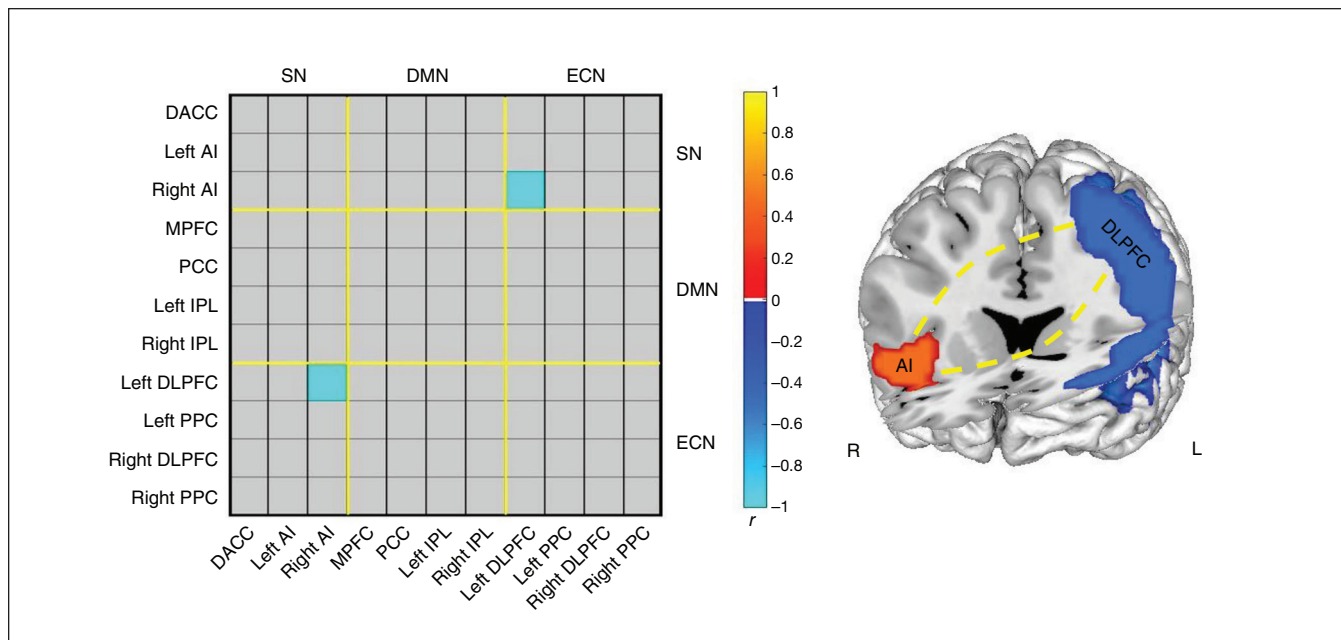 SN DMN ECN
DACC
Left AI
Right AI
MPFC
PCC
Left IPL
Right IPL
Left DLPFC
Left PPC
Right DLPFC
Right PPC
DACC
Left AI
Right AI
MPFC
PCC
Left IPL
Right IPL
Left DLPFC
Left PPC
Right DLPFC
Right PPC
SN
DMN
ECN
1
0.8
0.6
0.4
0.2
0
−0.2
−0.4
−0.6
−0.8
−1
r
DLPFC
AI
R L